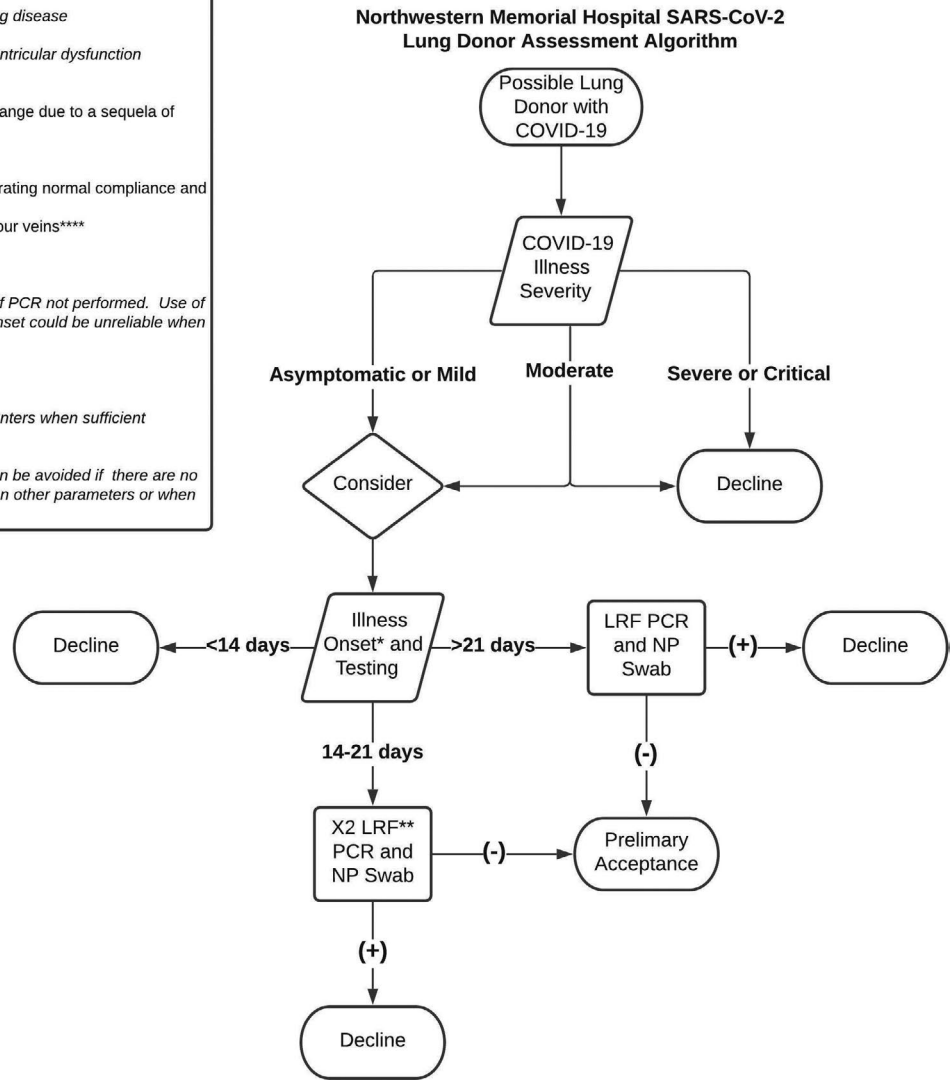 g disease
ntricular dysfunction
ange due to a sequela of
rating normal compliance and
our veins****
f PCR not performed. Use of
nset could be unreliable when
nters when sufficient
n be avoided if there are no
n other parameters or when
Northwestern Memorial Hospital SARS-CoV-2
Lung Donor Assessment Algorithm
Possible Lung
Donor with
COVID-19
COVID-19
Illness
Severity
Asymptomatic or Mild
Moderate
Severe or Critical
Consider
Decline
Decline
<14 days
Illness
Onset* and
Testing
>21 days
LRF PCR
and NP
Swab
(+)
Decline
14-21 days
(-)
X2 LRF**
PCR and
NP Swab
(-)
Prelimary
Acceptance
(+)
Decline